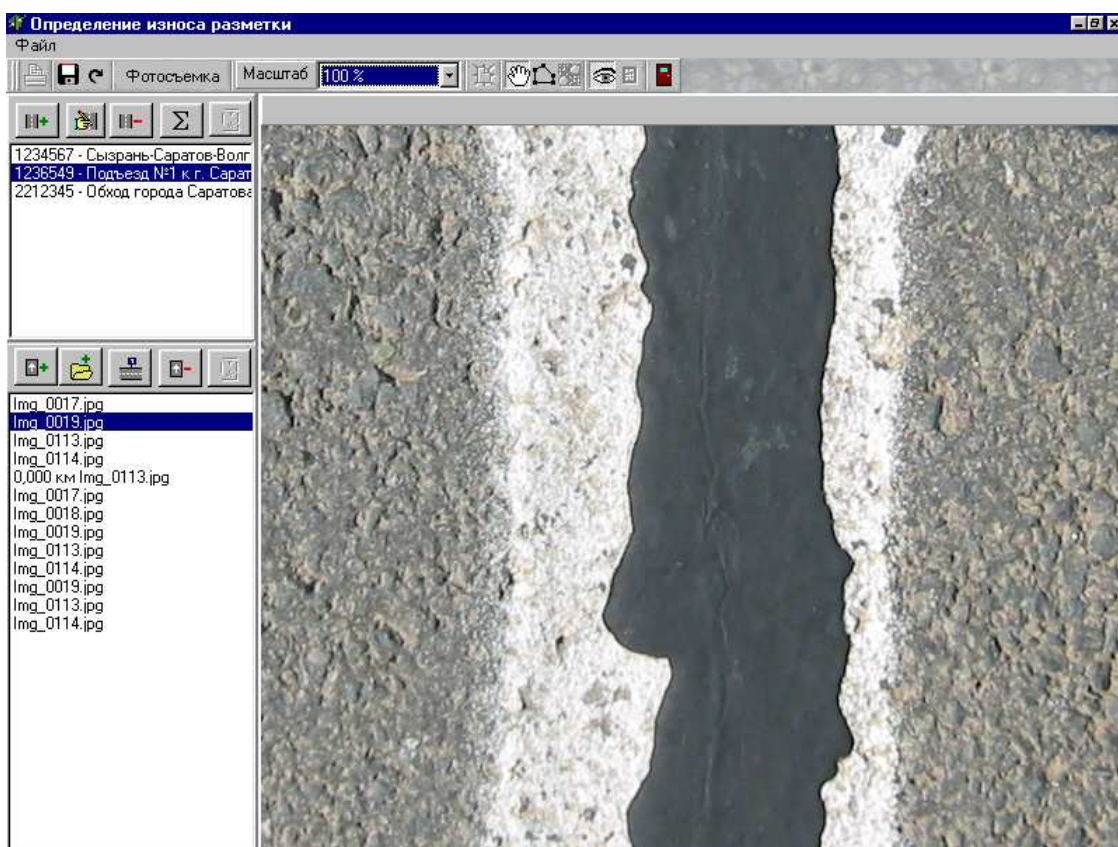 Определение износа разметки
Файл
Фотосъемка Масштаб 100 %
Σ
1234567 - Сызрань-Саратов-Волг
1236549 - Подъезд №1 к г. Сарат
2212345 - Обход города Саратова
Img_0017.jpg
Img_0019.jpg
Img_0113.jpg
Img_0114.jpg
0,000 км Img_0113.jpg
Img_0017.jpg
Img_0018.jpg
Img_0019.jpg
Img_0113.jpg
Img_0114.jpg
Img_0019.jpg
Img_0113.jpg
Img_0114.jpg